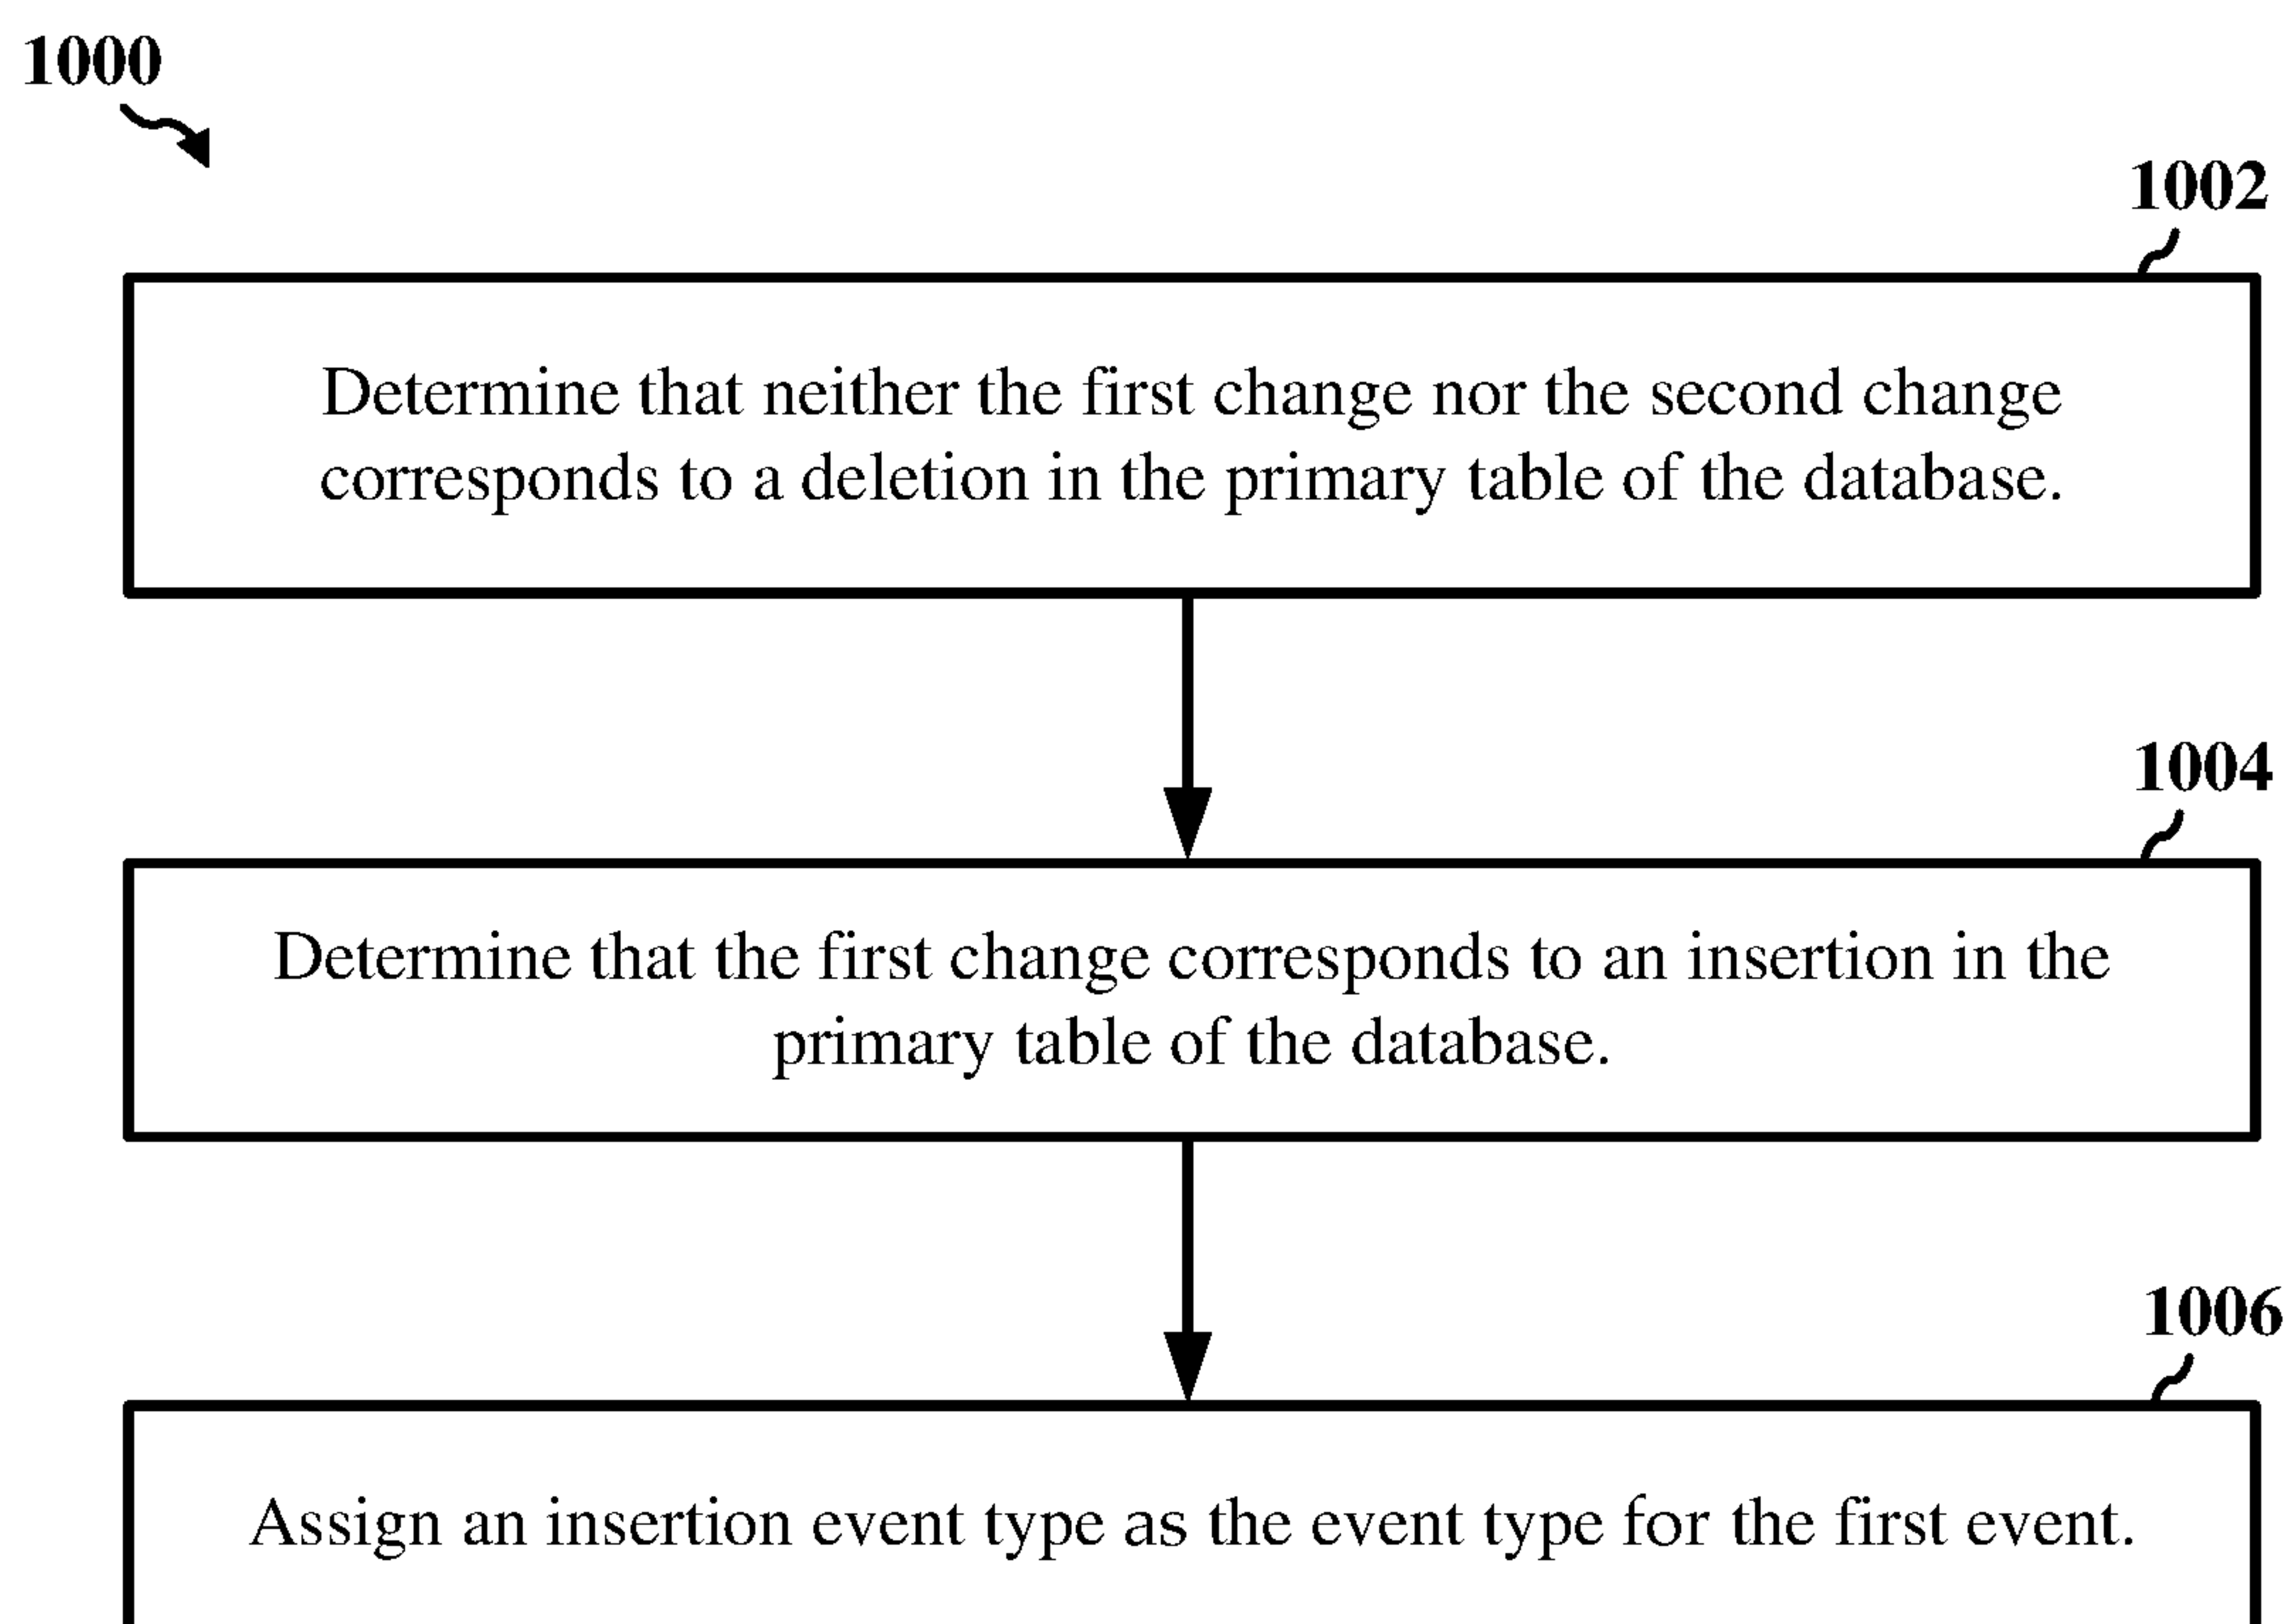 1000
1002
Determine that neither the first change nor the second change
corresponds to a deletion in the primary table of the database.
1004
Determine that the first change corresponds to an insertion in the
primary table of the database.
1006
Assign an insertion event type as the event type for the first event.